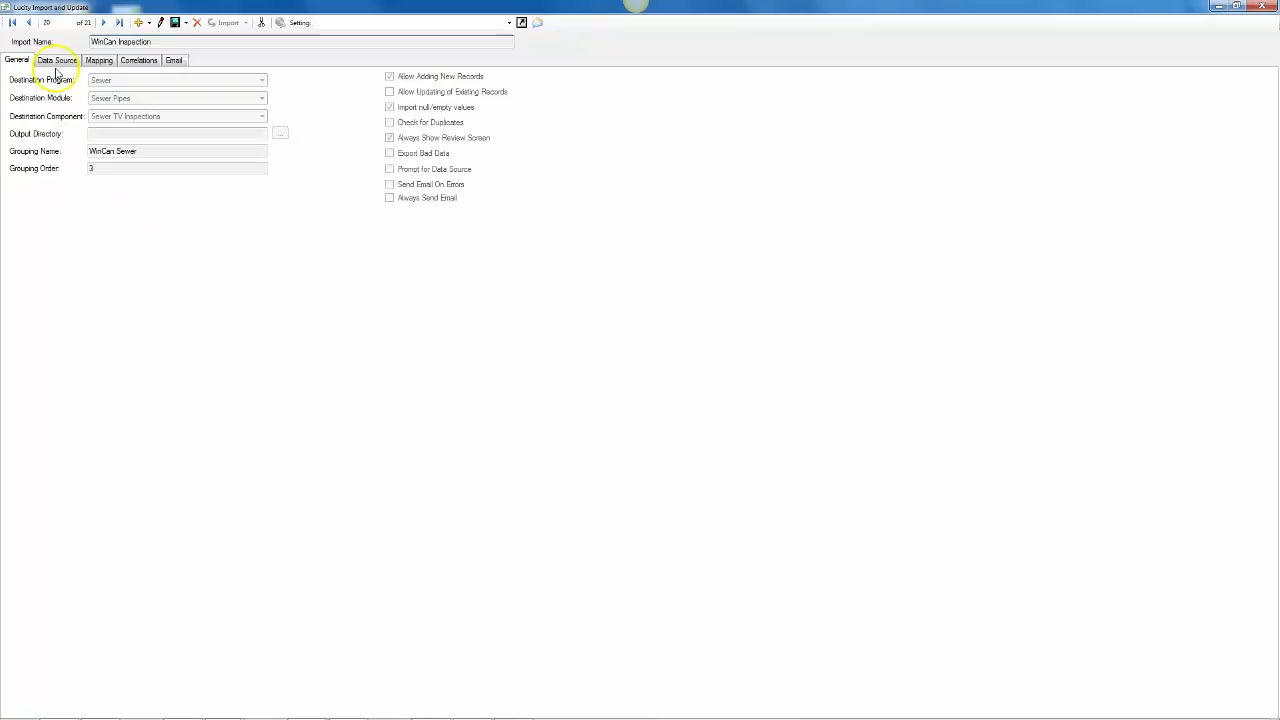 Lucity Import and Update
20 of 21 Import Setting:
Import Name: WinCan Inspection
General Data Source Mapping Correlations Email
Destination Program: Sewer
Destination Module: Sewer Pipes
Destination Component: Sewer TV Inspections
Output Directory: ...
Grouping Name: WinCan Sewer
Grouping Order: 3
Allow Adding New Records
Allow Updating of Existing Records
Import null/empty values
Check for Duplicates
Always Show Review Screen
Export Bad Data
Prompt for Data Source
Send Email On Errors
Always Send Email